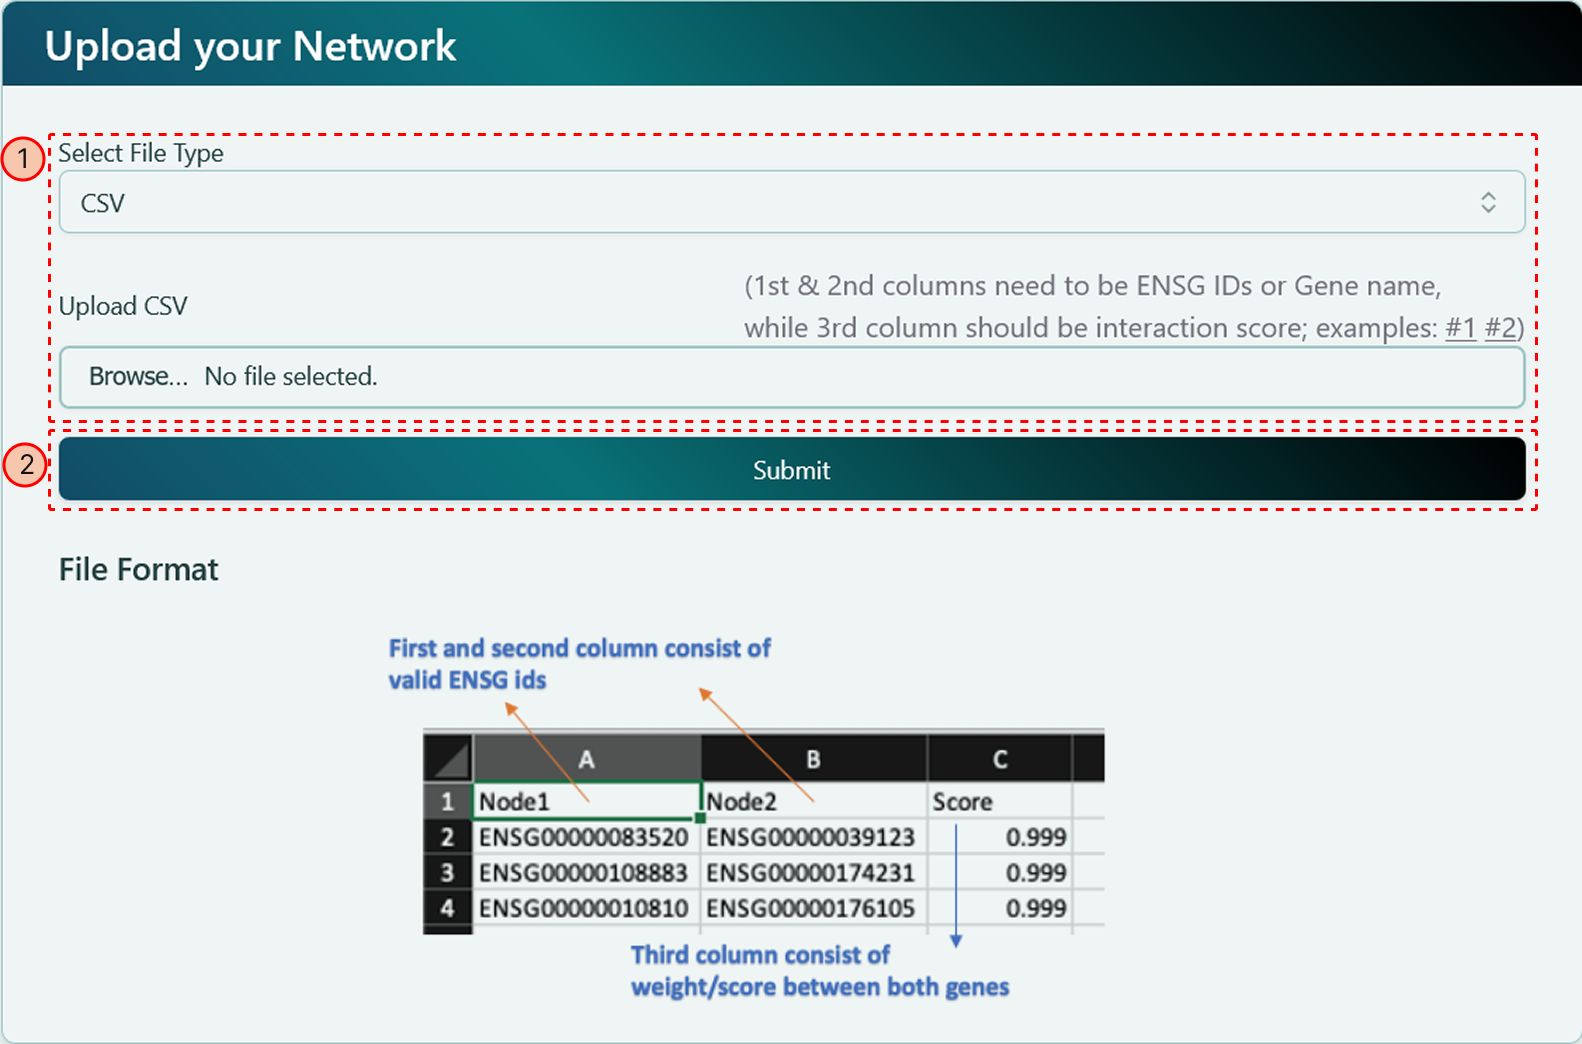 Upload your Network
1
Select File Type
CSV
Upload CSV
(1st & 2nd columns need to be ENSG IDs or Gene name,
while 3rd column should be interaction score; examples: #1 #2)
Browse... No file selected.
2
Submit
File Format
First and second column consist of
valid ENSG ids
A B C
1 Node1 Node2 Score
2 ENSG00000083520 ENSG00000039123 0.999
3 ENSG00000108883 ENSG00000174231 0.999
4 ENSG00000010810 ENSG00000176105 0.999
Third column consist of
weight/score between both genes